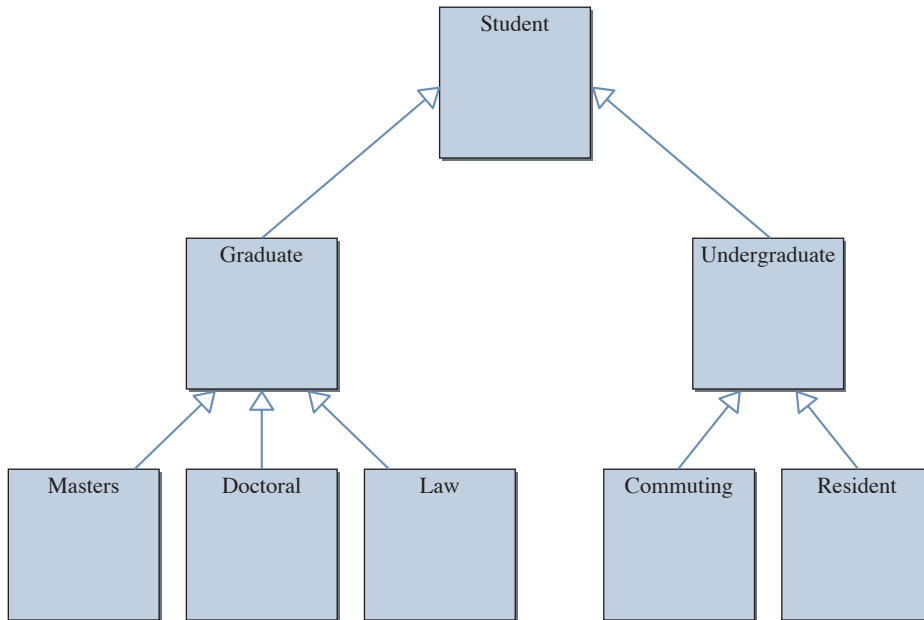 Student
Graduate
Undergraduate
Masters
Doctoral
Law
Commuting
Resident